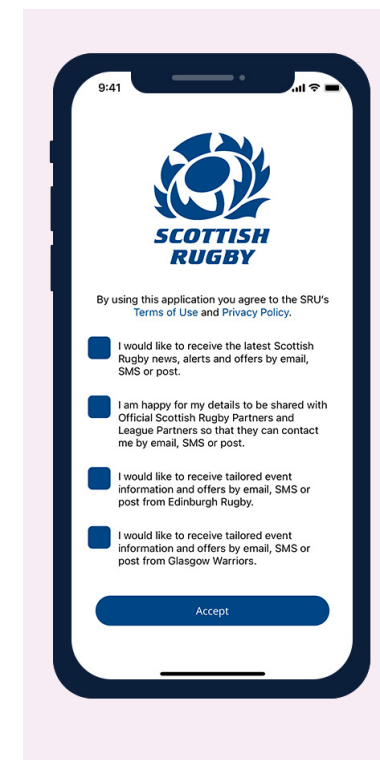 9:41
SCOTTISH
RUGBY
By using this application you agree to the SRU's
Terms of Use and Privacy Policy.
I would like to receive the latest Scottish
Rugby news, alerts and offers by email,
SMS or post.
I am happy for my details to be shared with
Official Scottish Rugby Partners and
League Partners so that they can contact
me by email, SMS or post.
I would like to receive tailored event
information and offers by email, SMS or
post from Edinburgh Rugby.
I would like to receive tailored event
information and offers by email, SMS or
post from Glasgow Warriors.
Accept